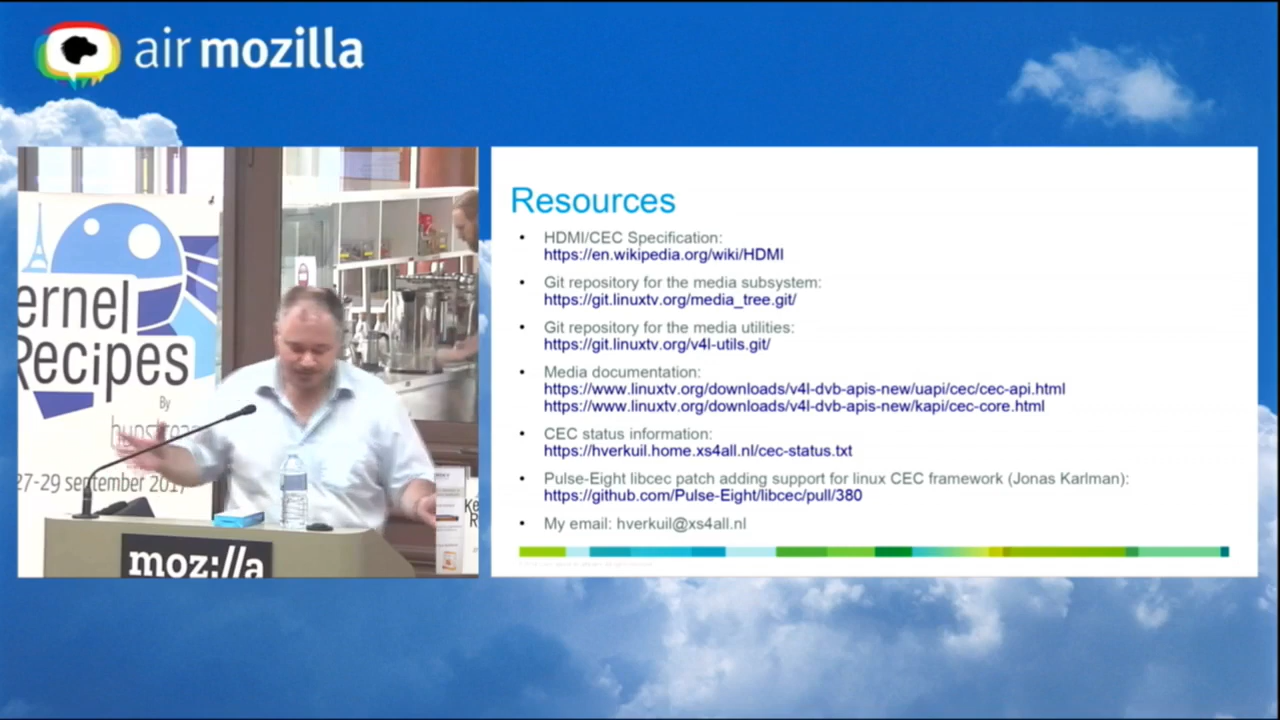 air mozilla
ernel
Recipes
By
27-29 september 2017
moz://a
Resources
• HDMI/CEC Specification:
https://en.wikipedia.org/wiki/HDMI
• Git repository for the media subsystem:
https://git.linuxtv.org/media_tree.git/
• Git repository for the media utilities:
https://git.linuxtv.org/v4l-utils.git/
• Media documentation:
https://www.linuxtv.org/downloads/v4l-dvb-apis-new/uapi/cec/cec-api.html
https://www.linuxtv.org/downloads/v4l-dvb-apis-new/kapi/cec-core.html
• CEC status information:
https://hverkuil.home.xs4all.nl/cec-status.txt
• Pulse-Eight libcec patch adding support for linux CEC framework (Jonas Karlman):
https://github.com/Pulse-Eight/libcec/pull/380
• My email: hverkuil@xs4all.nl